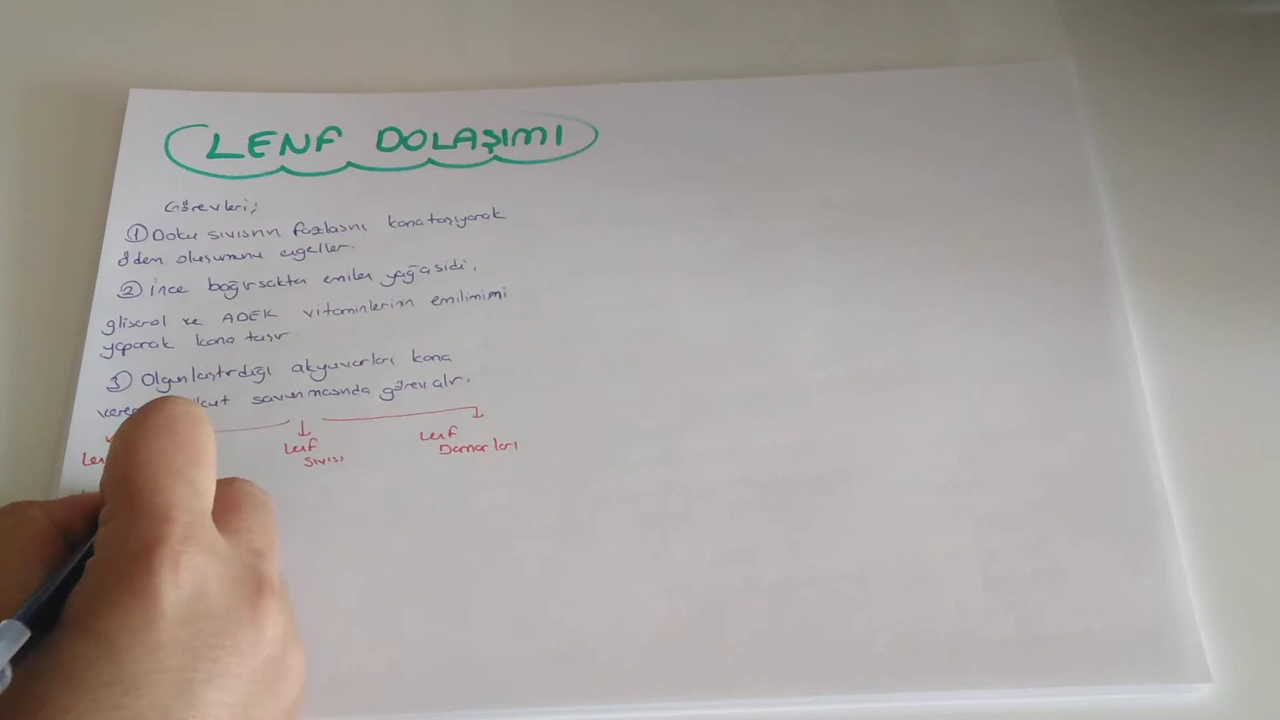 LENF DOLAŞIMI
Görevleri;
① Doku sıvısının fazlasını kana taşıyarak
ödem oluşumunu engeller.
② İnce bağırsakta emilen yağ asidi,
gliserol ve ADEK vitaminlerinin emilimini
yaparak kana taşır
③ Olgunlaştırdığı akyuvarları kana
savunmasında görev alır.
Lenf
Sıvısı
Lenf
Damarları